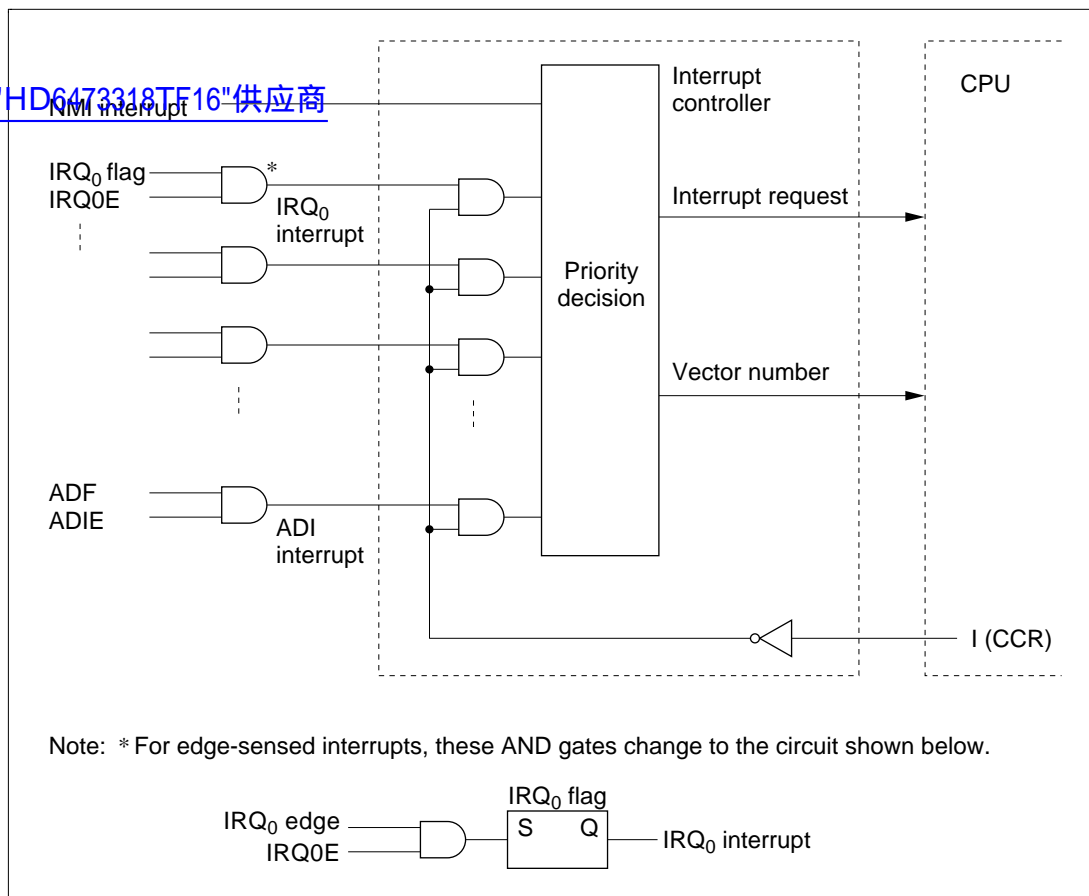 Interrupt
controller
CPU
"HD6473318TF16"供应商
NMI interrupt
IRQ0 flag
IRQ0E
*
IRQ0
interrupt
Interrupt request
Priority
decision
Vector number
ADF
ADIE
ADI
interrupt
I (CCR)
Note: * For edge-sensed interrupts, these AND gates change to the circuit shown below.
IRQ0 flag
IRQ0 edge
IRQ0E
S Q
IRQ0 interrupt